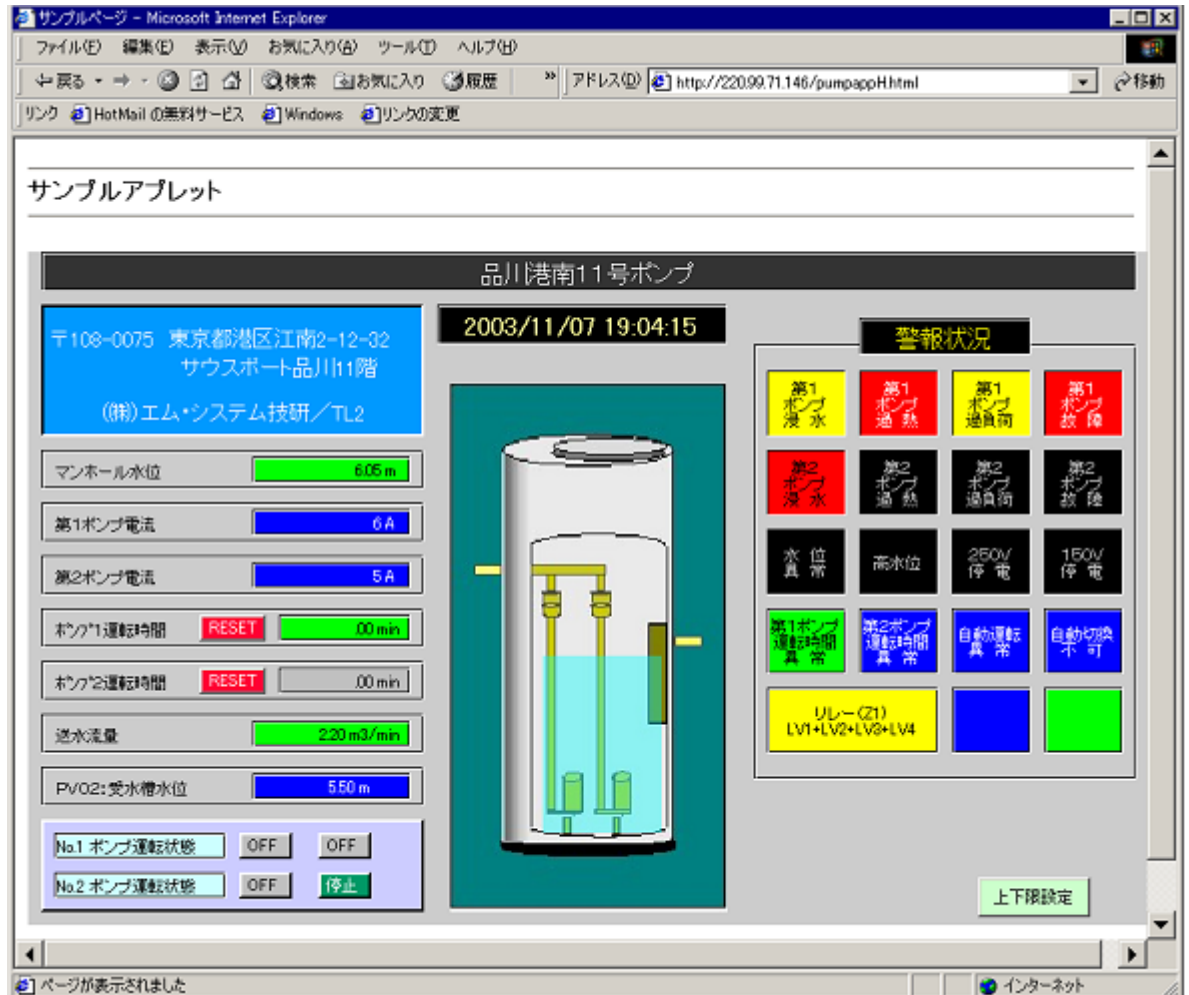 サンプルページ - Microsoft Internet Explorer
ファイル(F) 編集(E) 表示(V) お気に入り(A) ツール(T) ヘルプ(H)
戻る 検索 お気に入り 履歴 » アドレス(D) http://220.99.71.146/pumpappH.html 移動
リンク HotMail の無料サービス Windows リンクの変更
サンプルアプレット
品川港南11号ポンプ
〒108-0075 東京都港区江南2-12-32
サウスポート品川11階
((株))エム・システム技研／TL2
マンホール水位 6.05 m
第1ポンプ電流 6 A
第2ポンプ電流 5 A
ポンプ1運転時間 RESET .00 min
ポンプ2運転時間 RESET .00 min
送水流量 2.20 m3/min
PV02:受水槽水位 5.50 m
No.1 ポンプ運転状態 OFF OFF
No.2 ポンプ運転状態 OFF 停止
2003/11/07 19:04:15
警報状況
第1 ポンプ 浸 水
第1 ポンプ 過 熱
第1 ポンプ 過負荷
第1 ポンプ 故 障
第2 ポンプ 浸 水
第2 ポンプ 過 熱
第2 ポンプ 過負荷
第2 ポンプ 故 障
水 位 異 常
高水位
250V 停 電
150V 停 電
第1ポンプ 運転時間 異 常
第2ポンプ 運転時間 異 常
自動運転 異 常
自動切換 不 可
リレー(Z1)
LV1+LV2+LV3+LV4
上下限設定
ページが表示されました インターネット